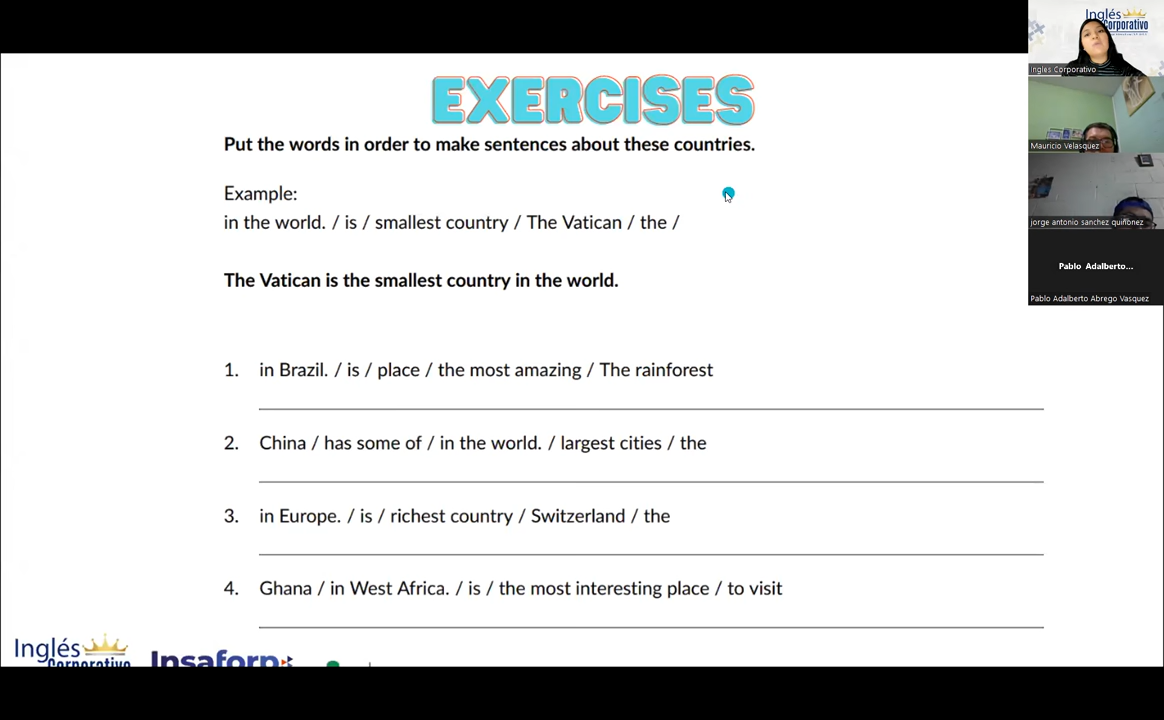 EXERCISES
Put the words in order to make sentences about these countries.
Example:
in the world. / is / smallest country / The Vatican / the /
The Vatican is the smallest country in the world.
1. in Brazil. / is / place / the most amazing / The rainforest
2. China / has some of / in the world. / largest cities / the
3. in Europe. / is / richest country / Switzerland / the
4. Ghana / in West Africa. / is / the most interesting place / to visit
Inglés
Corporativo
Insaforp
Inglés
Corporativo
Ingles Corporativo
Mauricio Velasquez
jorge antonio sanchez quiñonez
Pablo Adalberto...
Pablo Adalberto Abrego Vasquez